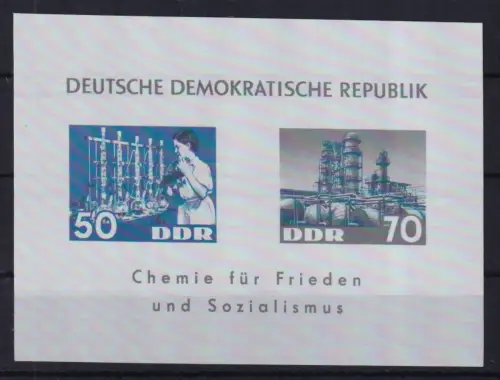 DEUTSCHE DEMOKRATISCHE REPUBLIK
50 DDR
DDR 70
Chemie für Frieden
und Sozialismus